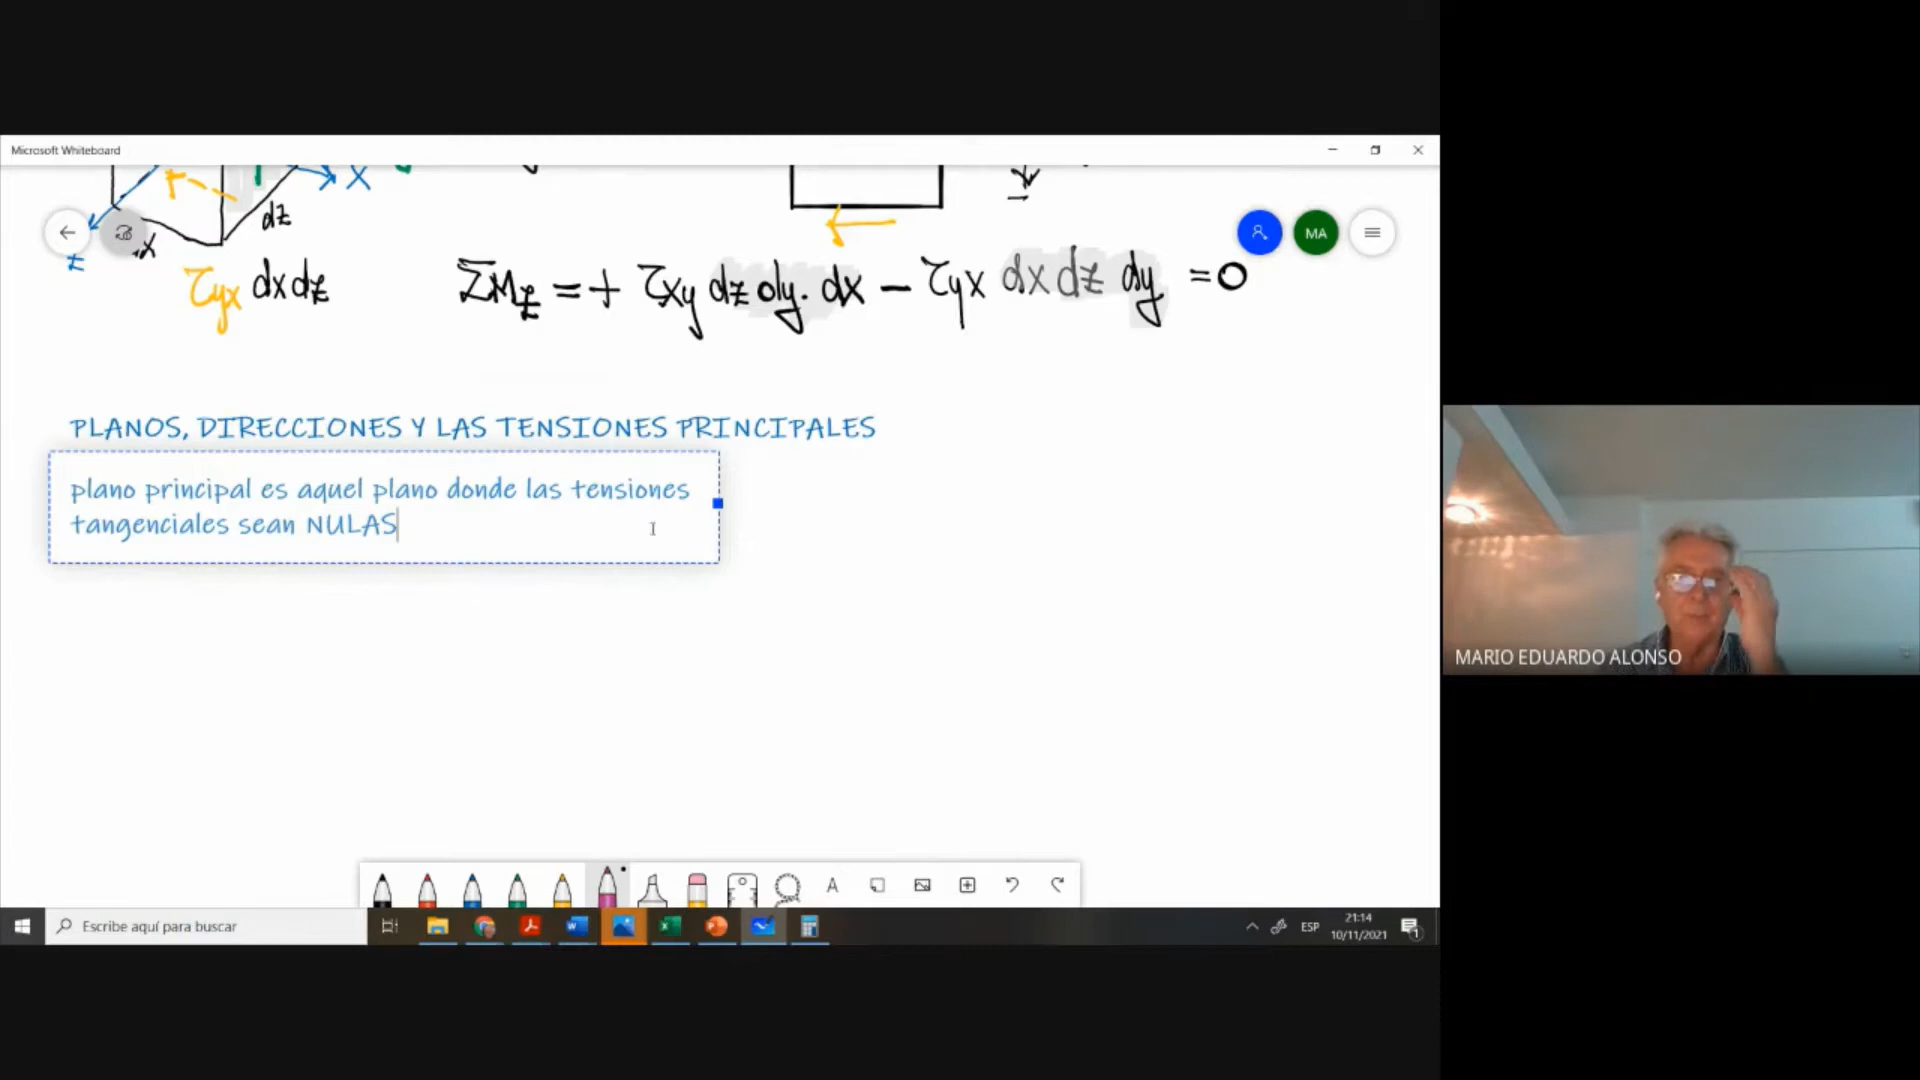 Microsoft Whiteboard
X
dz
x
z
τyx dxdz
ΣMz = + τxy dz dy. dx - τyx dx dz dy = 0
MA
PLANOS, DIRECCIONES Y LAS TENSIONES PRINCIPALES
plano principal es aquel plano donde las tensiones
tangenciales sean NULAS
MARIO EDUARDO ALONSO
A
Escribe aquí para buscar
ESP
21:14
10/11/2021
1